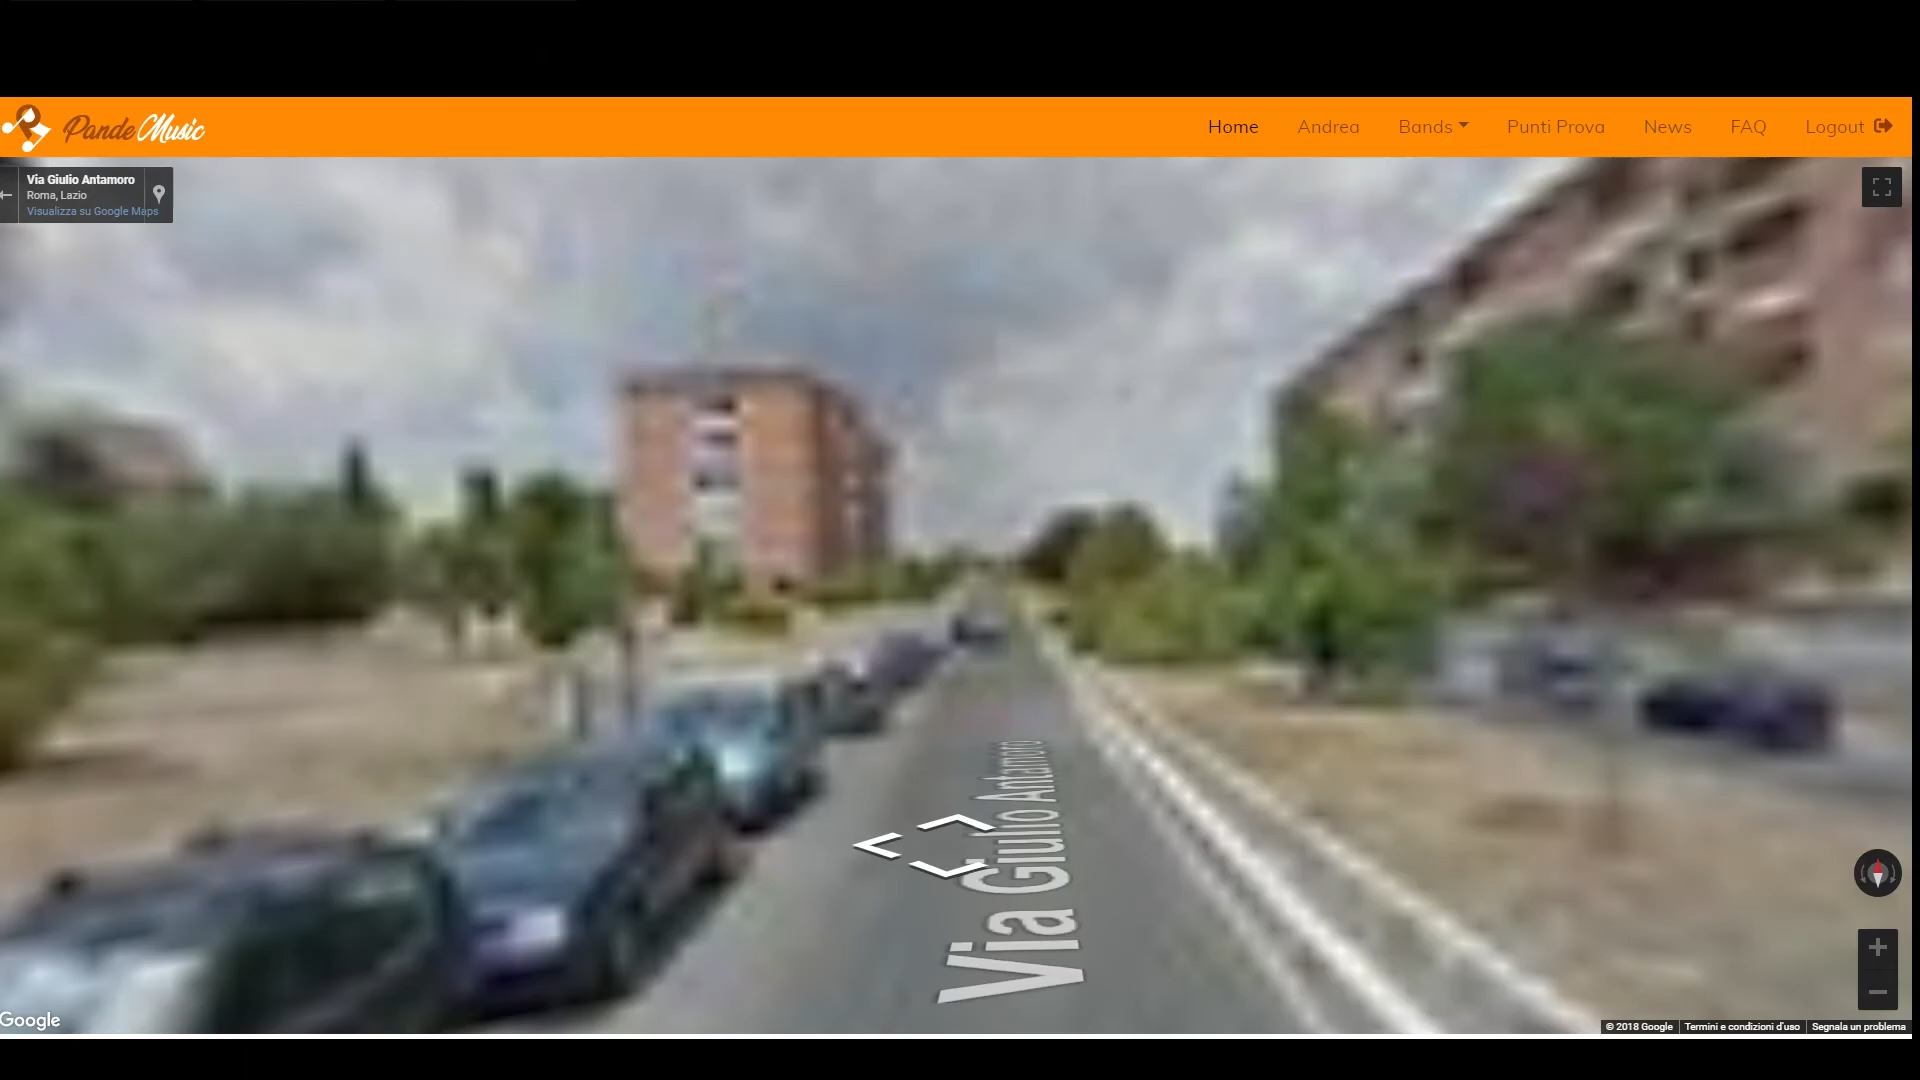 PandeMusic
Home Andrea Bands Punti Prova News FAQ Logout
Via Giulio Antamoro
Roma, Lazio
Visualizza su Google Maps
Via Giulio Antamoro
Google
© 2018 Google Termini e condizioni d'uso Segnala un problema